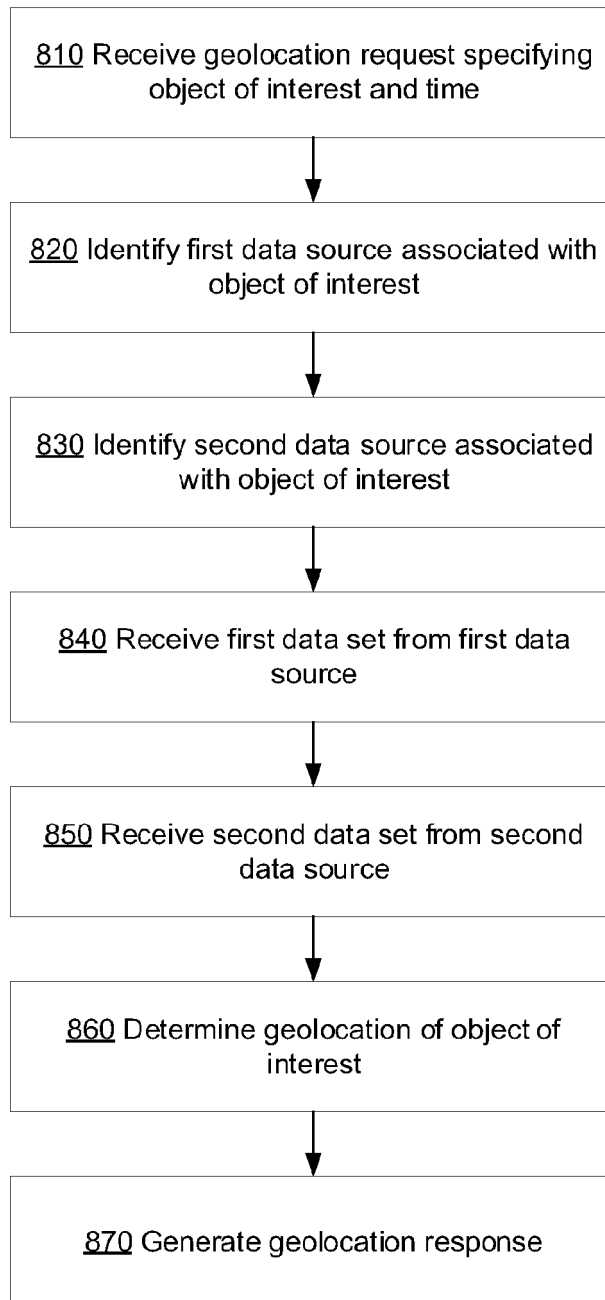 810 Receive geolocation request specifying
object of interest and time
820 Identify first data source associated with
object of interest
830 Identify second data source associated
with object of interest
840 Receive first data set from first data
source
850 Receive second data set from second
data source
860 Determine geolocation of object of
interest
870 Generate geolocation response